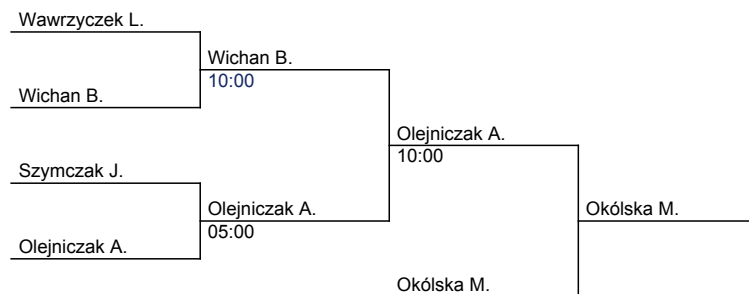 Wawrzyczek L.
Wichan B.
10:00
Wichan B.
Olejniczak A.
10:00
Szymczak J.
Olejniczak A.
05:00
Okólska M.
Olejniczak A.
Okólska M.